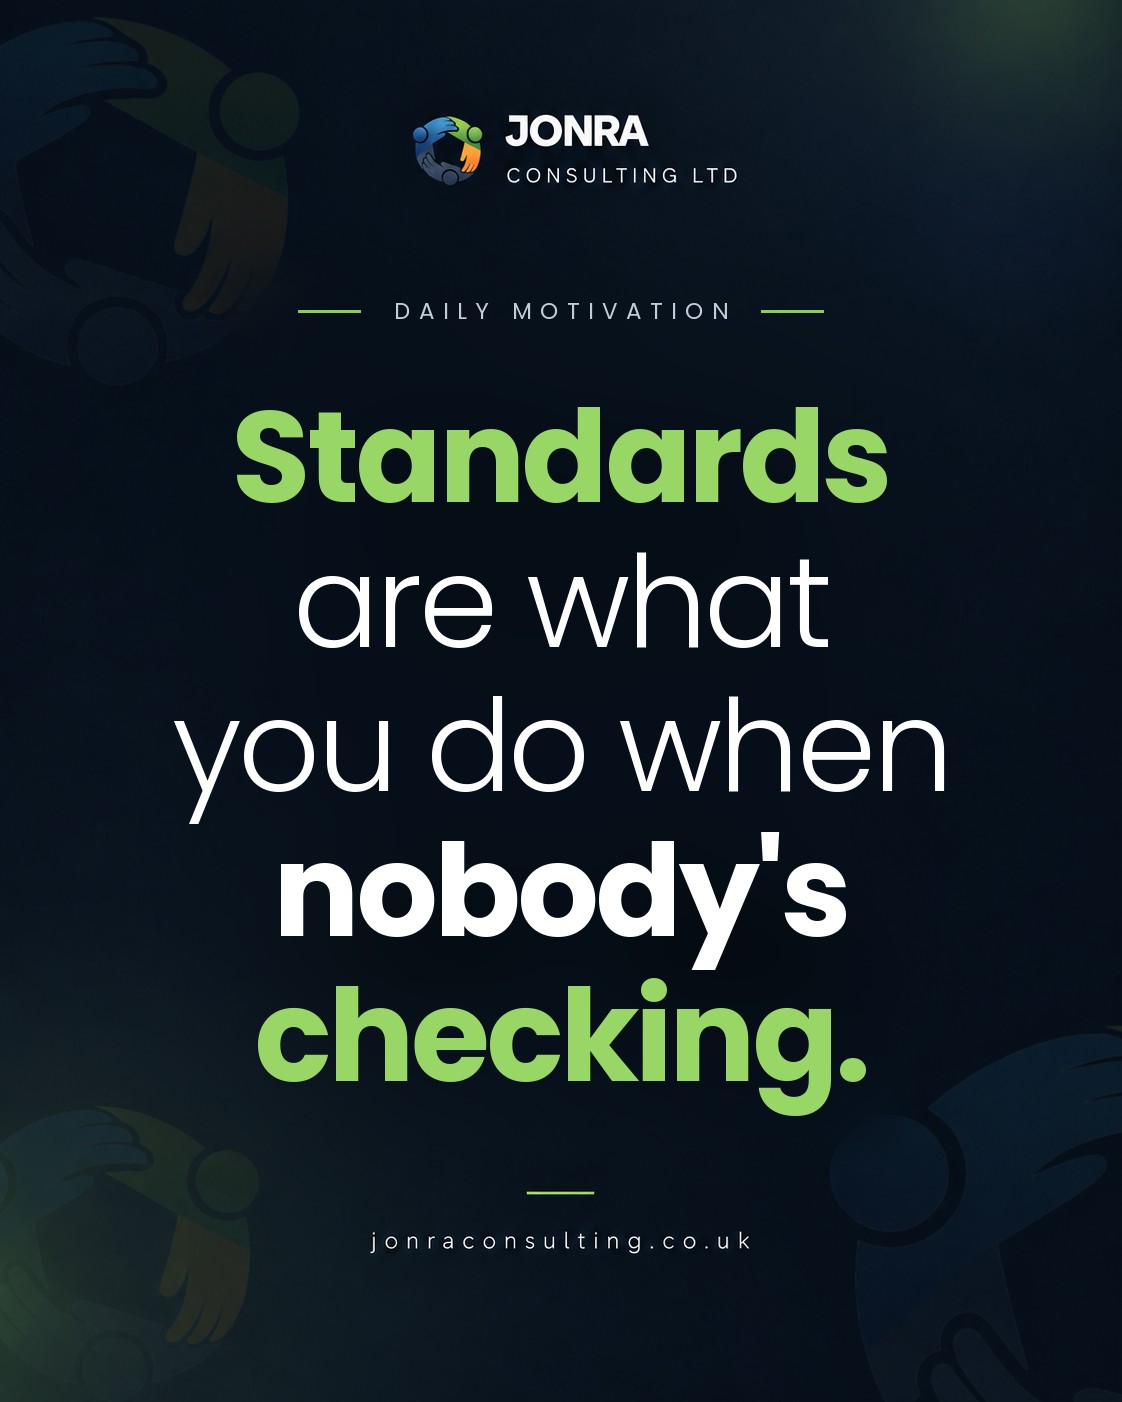 JONRA
CONSULTING LTD
DAILY MOTIVATION
Standards
are what
you do when
nobody's
checking.
jonraconsulting.co.uk